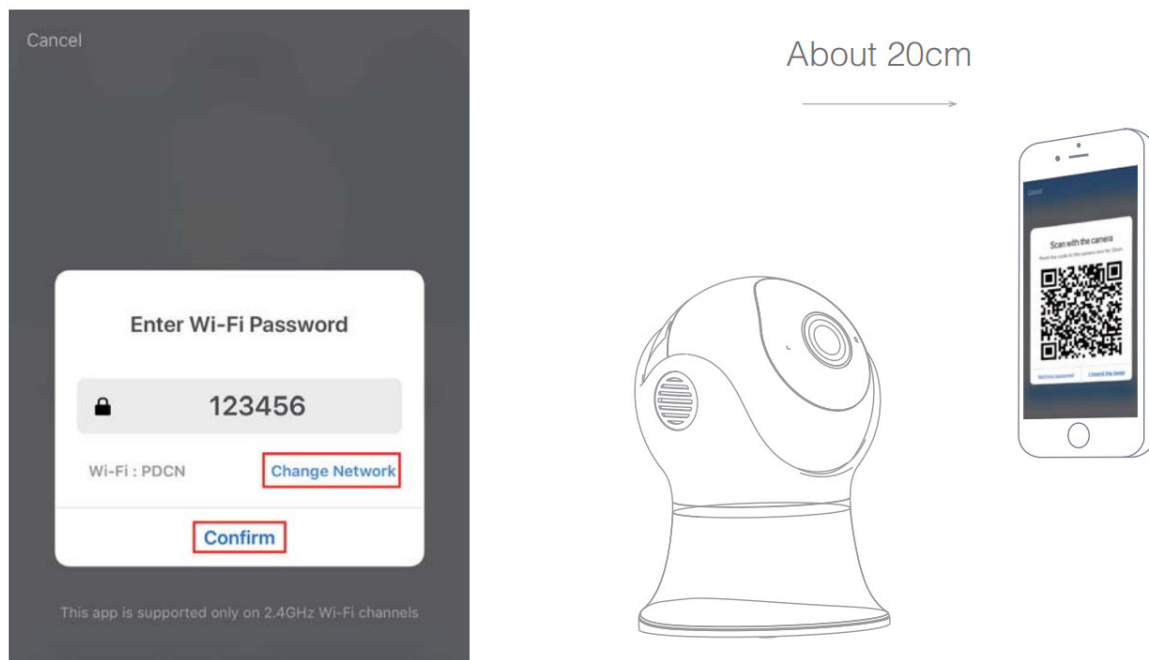 Cancel
Enter Wi-Fi Password
123456
Wi-Fi : PDCN
Change Network
Confirm
This app is supported only on 2.4GHz Wi-Fi channels
About 20cm
Cancel
Scan with the camera